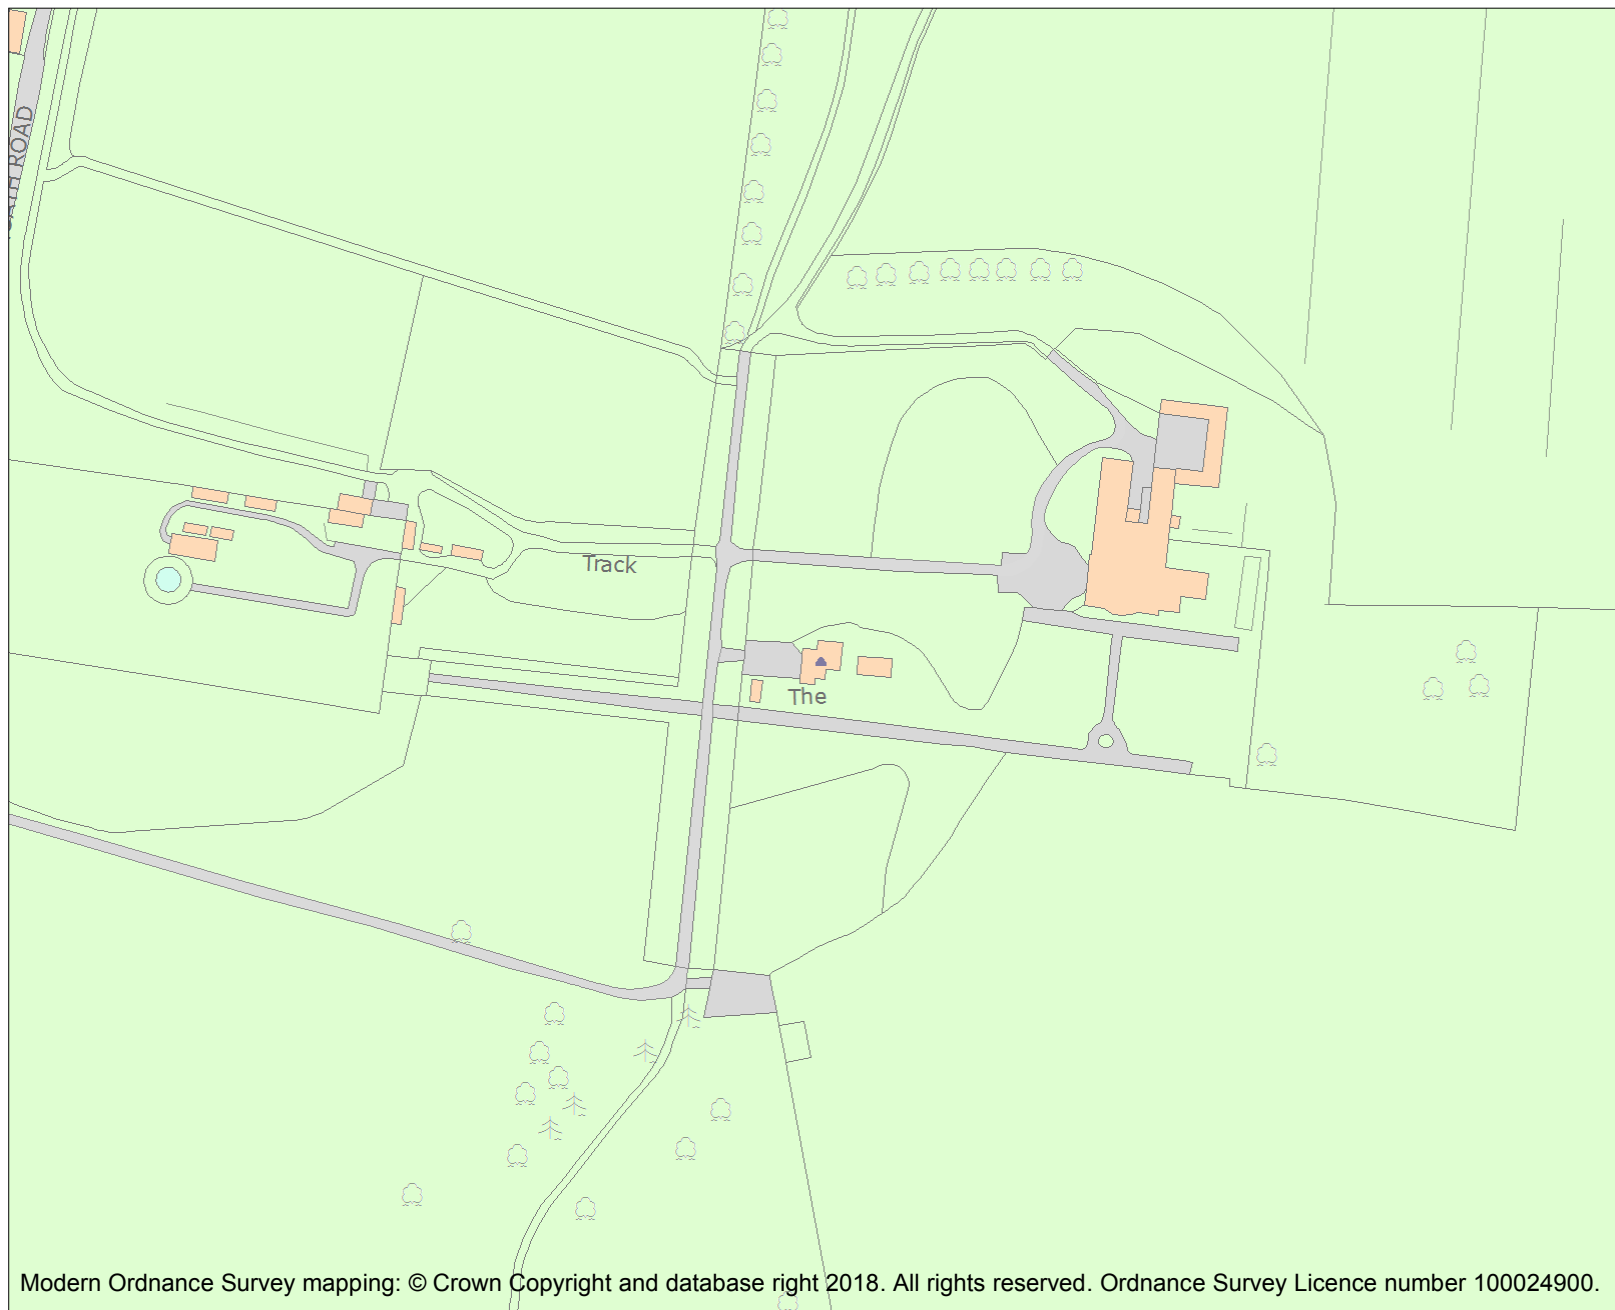 ROAD
Track
The
Modern Ordnance Survey mapping: © Crown Copyright and database right 2018. All rights reserved. Ordnance Survey Licence number 100024900.